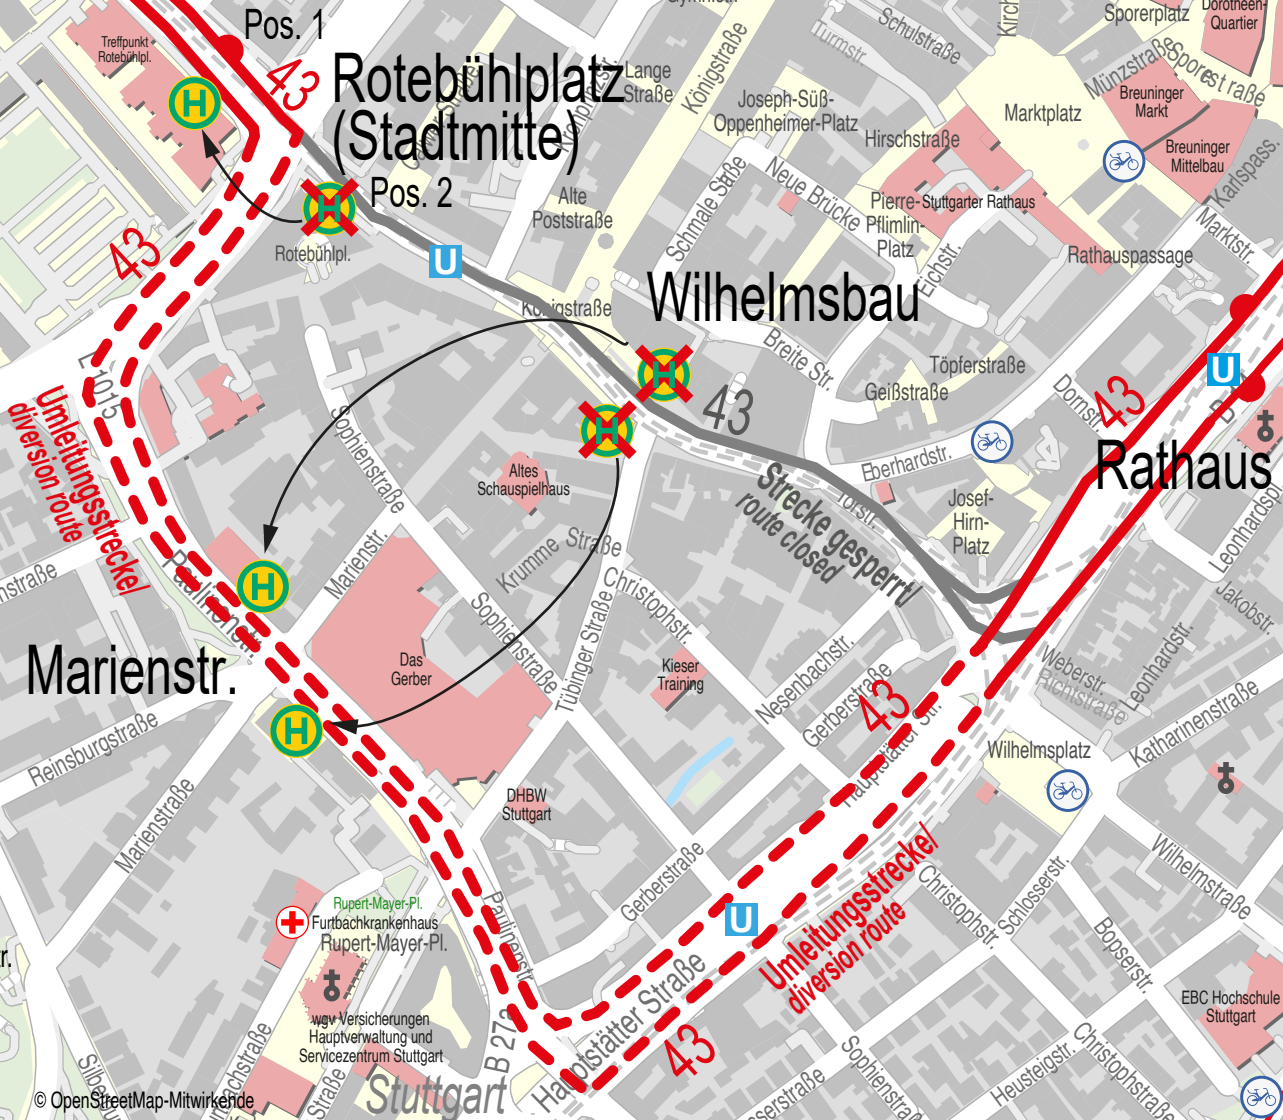 Pos. 1
43
Treffpunkt
Rotebühlpl.
H
Rotebühlplatz
(Stadtmitte)
Pos. 2
H
Rotebühlpl.
43
U
Lange
Straße
Königstraße
Turmstr.
Schulstraße
Sporerplatz
Dorotheen-
Quartier
Münzstraße
Sporerstraße
Breuninger
Markt
Marktplatz
Joseph-Süß-
Oppenheimer-Platz
Hirschstraße
Breuninger
Mittelbau
Karlspass.
Alte
Poststraße
Schmale Straße
Neue Brücke
Pierre-
Pflimlin-
Platz
Stuttgarter Rathaus
Eichstr.
Rathauspassage
Marktstr.
Königstraße
Wilhelmsbau
H
H
43
Breite Str.
Töpferstraße
Geißstraße
Dornstr.
U
43
Rathaus
Eberhardstr.
Torstr.
Josef-
Hirn-
Platz
Strecke gesperrt/
route closed
Leonhardspl.
Jakobstr.
Leonhardstr.
Weberstr.
Richtstraße
Katharinenstraße
L 1015
Umleitungsstrecke/
diversion route
Sophienstraße
Altes
Schauspielhaus
Krumme Straße
Christophstr.
Marienstr.
Paulinenstr.
H
Marienstr.
Das
Gerber
Sophienstraße
Tübinger Straße
Kieser
Training
Nesenbachstr.
Gerberstraße
43
Hauptstätter Str.
Wilhelmsplatz
H
Reinsburgstraße
Marienstraße
DHBW
Stuttgart
Gerberstraße
U
Umleitungsstrecke/
diversion route
Christophstr.
Schlosserstr.
Wilhelmstraße
Bopserstr.
Rupert-Mayer-Pl.
Furtbachkrankenhaus
Rupert-Mayer-Pl.
Paulinenstr.
wgv Versicherungen
Hauptverwaltung und
Servicezentrum Stuttgart
B 27a
Hauptstätter Straße
43
EBC Hochschule
Stuttgart
Sophienstr.
Heusteigstr.
Christophstraße
Stuttgart
© OpenStreetMap-Mitwirkende